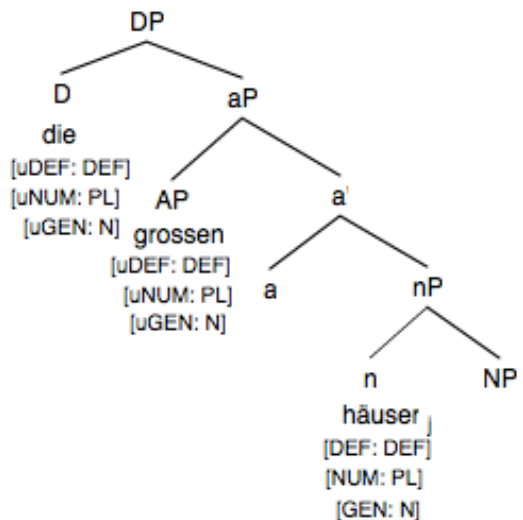 DP
D
aP
die
[uDEF: DEF]
[uNUM: PL]
[uGEN: N]
AP
a'
grossen
[uDEF: DEF]
[uNUM: PL]
[uGEN: N]
a
nP
n
NP
häuser j
[DEF: DEF]
[NUM: PL]
[GEN: N]